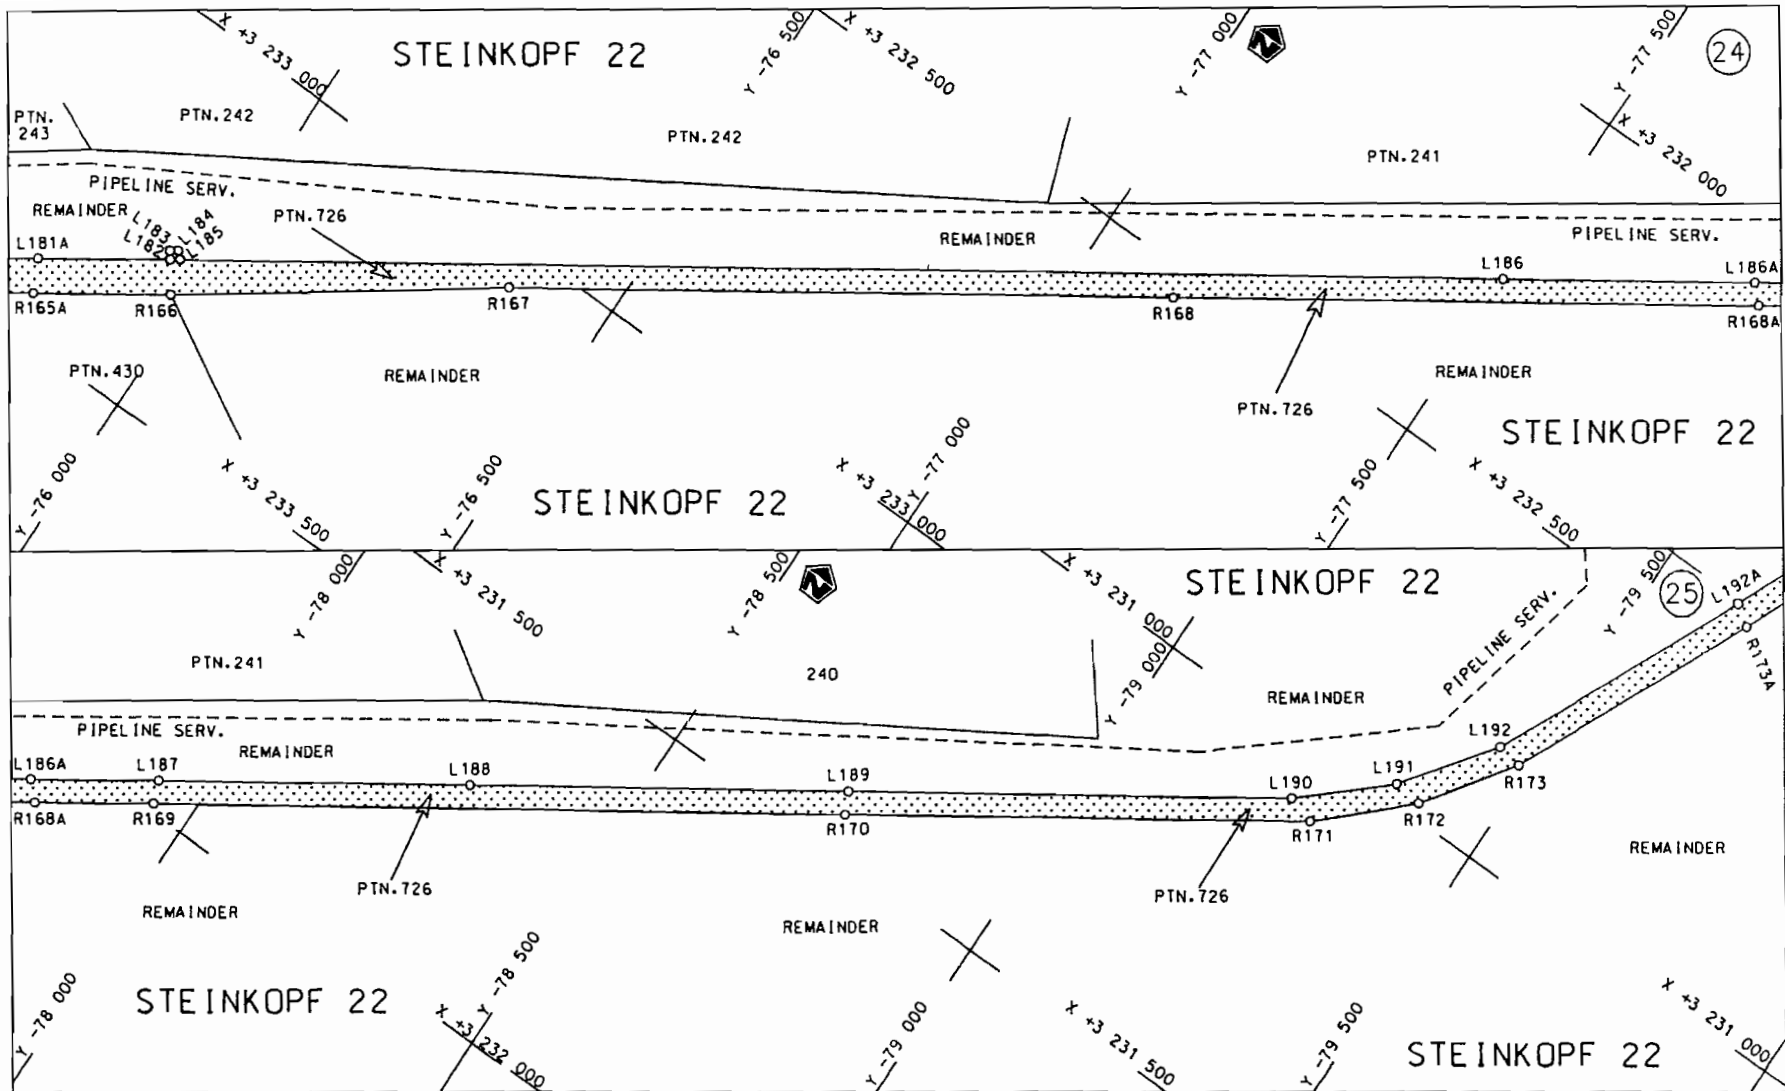 X +3 233 000
STEINKOPF 22
Y -76 500
X +3 232 500
Y -77 000
Y -77 500
24
X +3 232 000
PTN.
243
PTN.242
PTN.242
PTN.241
PIPELINE SERV.
REMAINDER
L183
L184
L182
L185
PTN.726
REMAINDER
PIPELINE SERV.
L181A
L186
L186A
R165A
R166
R167
R168
R168A
PTN.430
REMAINDER
REMAINDER
PTN.726
STEINKOPF 22
Y -76 000
X +3 233 500
Y -76 500
STEINKOPF 22
X +3 233 000
Y -77 000
Y -77 500
X +3 232 500
Y -78 000
X +3 231 500
Y -78 500
X +3 231 000
STEINKOPF 22
PIPELINE SERV.
Y -79 500
25
L192A
R173A
PTN.241
240
Y -79 000
REMAINDER
PIPELINE SERV.
REMAINDER
L186A
L187
L188
L189
L190
L191
L192
R168A
R169
R170
R171
R172
R173
PTN.726
PTN.726
REMAINDER
REMAINDER
REMAINDER
Y -78 000
STEINKOPF 22
X +3 232 000
Y -78 500
Y -79 000
X +3 231 500
Y -79 500
STEINKOPF 22
X +3 231 000